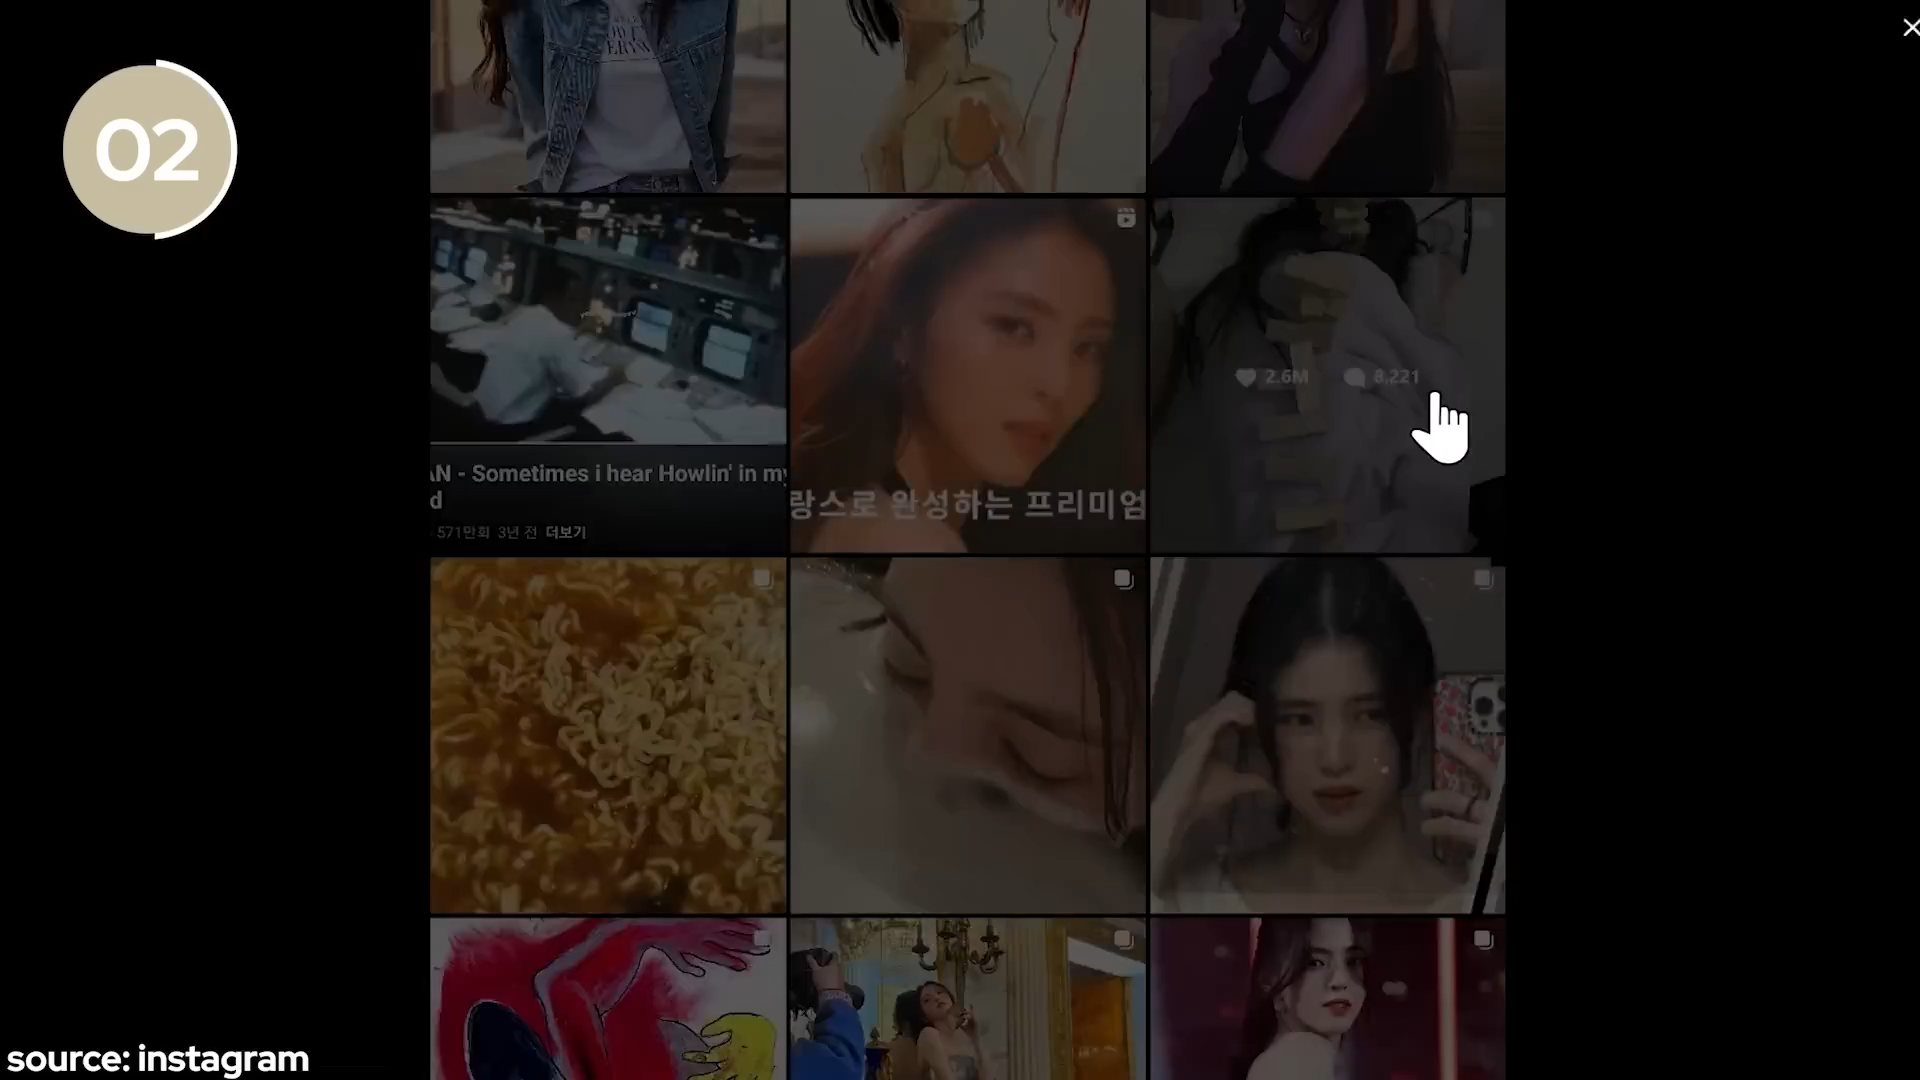 02
2.6M 8,221
AN - Sometimes i hear Howlin' in my
d
571만회 3년 전 더보기
랑스로 완성하는 프리미엄
source: instagram